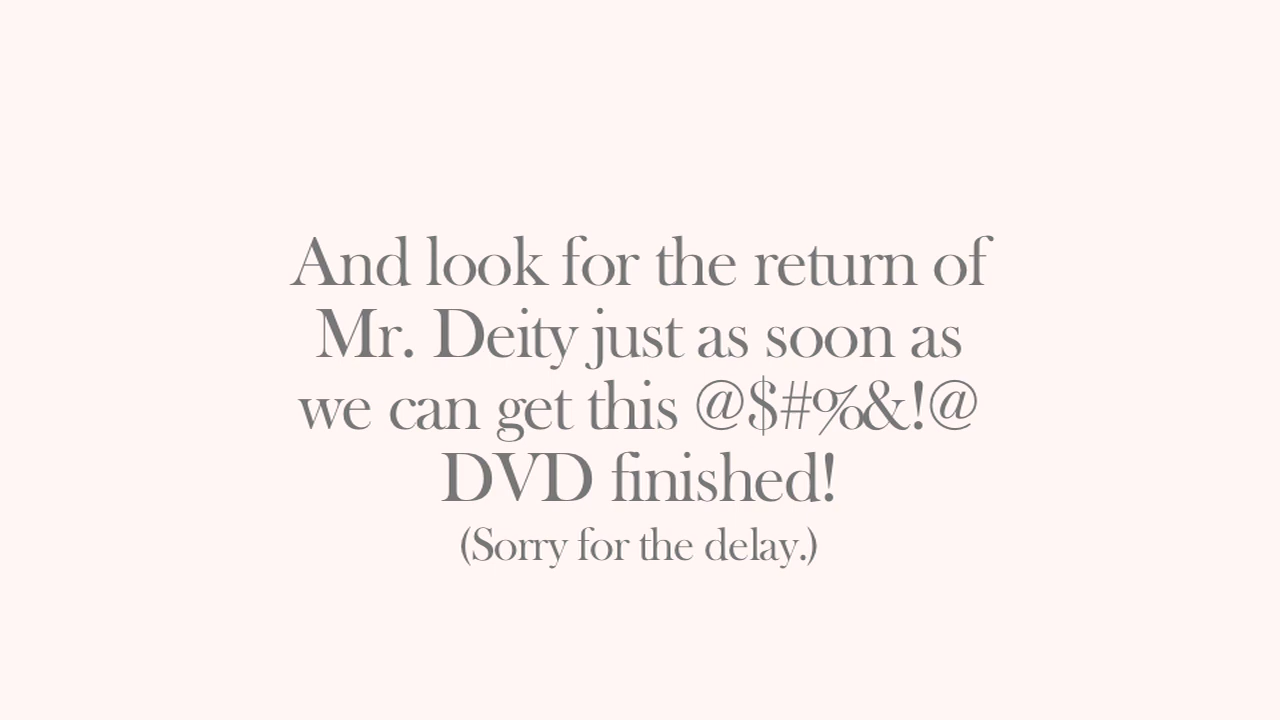 And look for the return of
Mr. Deity just as soon as
we can get this @$#%&!@
DVD finished!
(Sorry for the delay.)